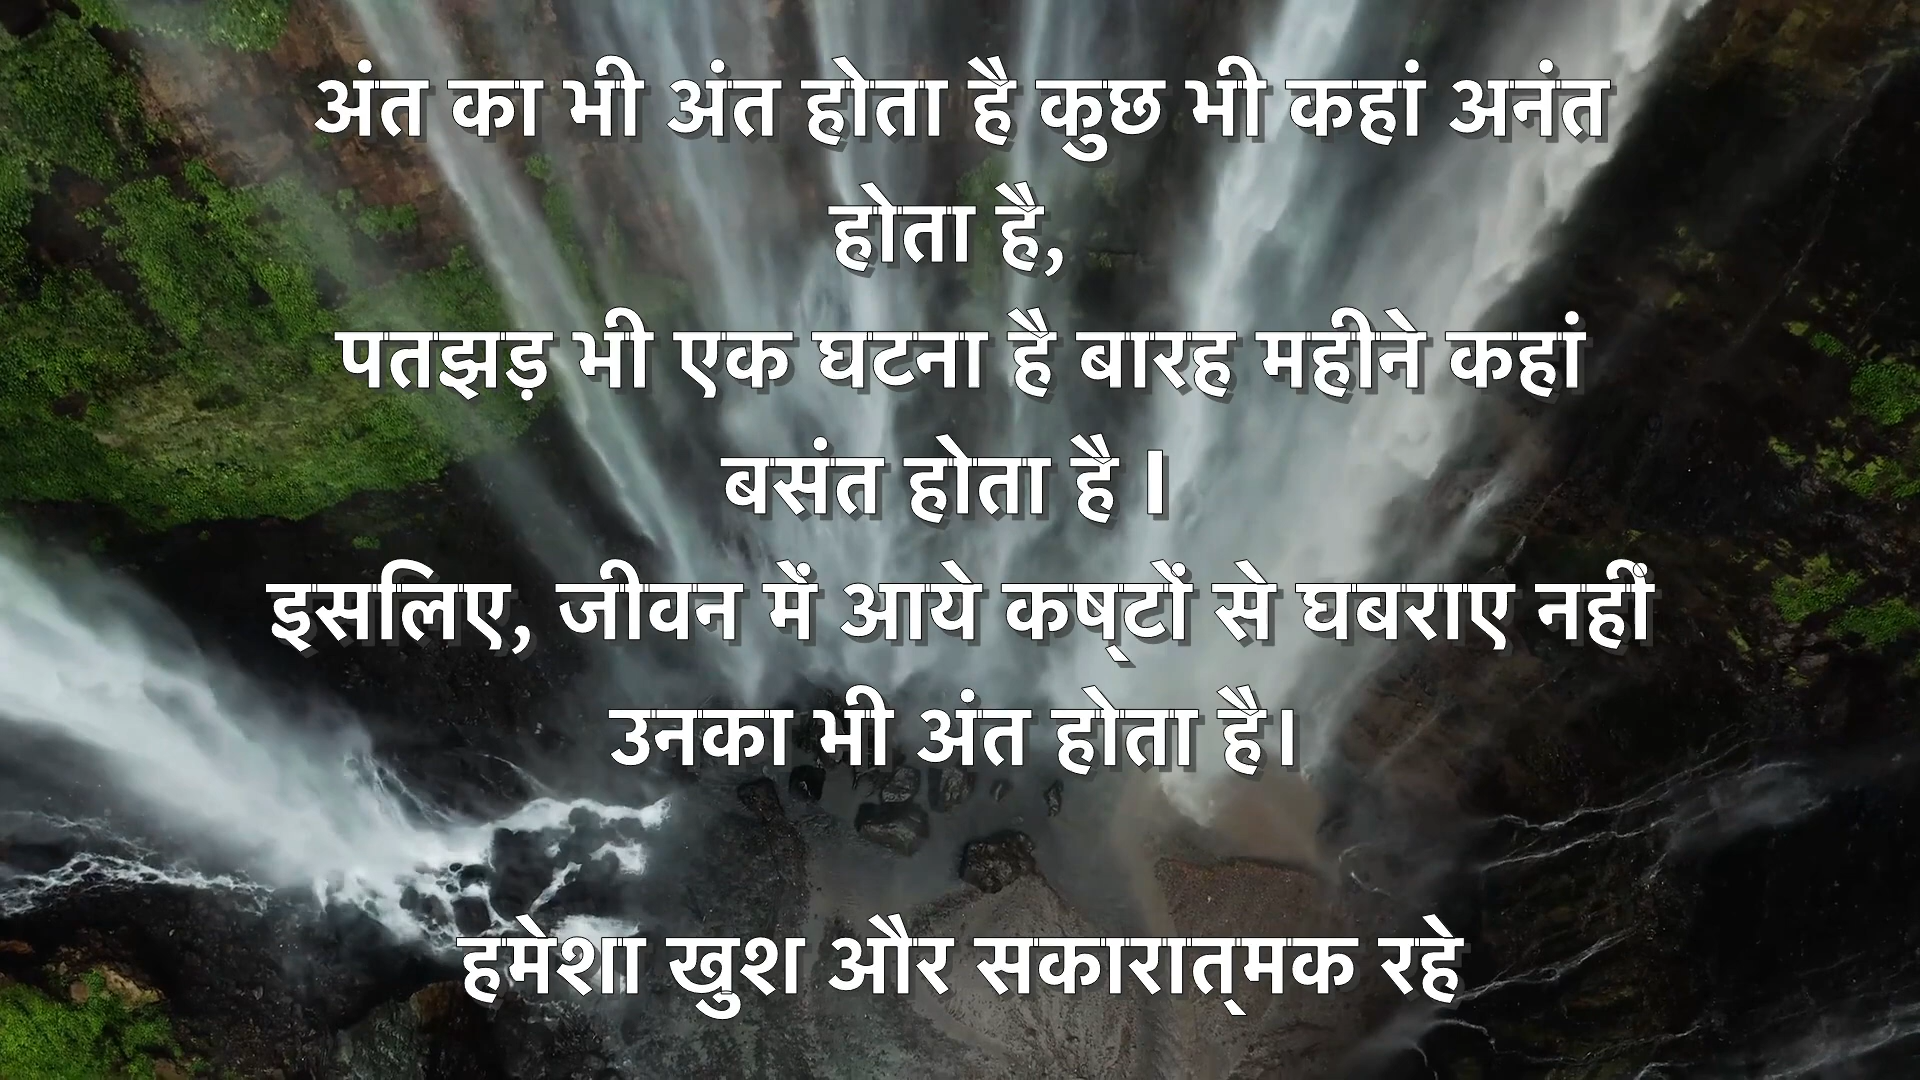 अंत का भी अंत होता है कुछ भी कहां अनंत
होता है,
पतझड़ भी एक घटना है बारह महीने कहां
बसंत होता है I
इसलिए, जीवन में आये कष्‌टों से घबराए नहीं
उनका भी अंत होता है।
हमेशा खुश और सकारात्‌मक रहे